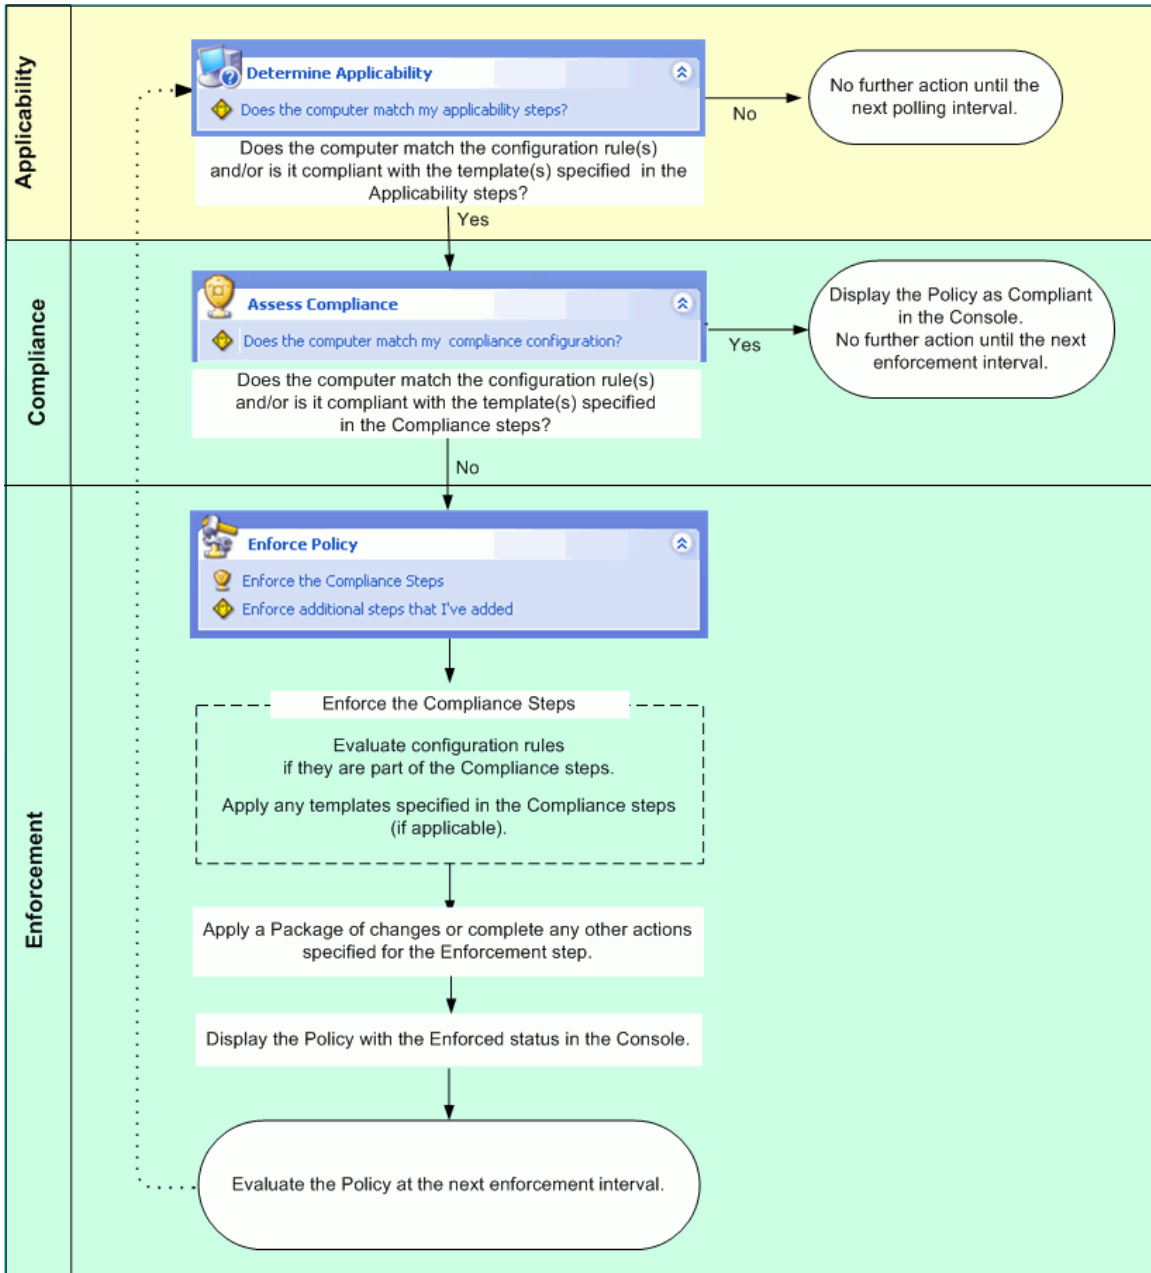 Applicability
Determine Applicability
Does the computer match my applicability steps?
No
No further action until the
next polling interval.
Does the computer match the configuration rule(s)
and/or is it compliant with the template(s) specified in the
Applicability steps?
Yes
Compliance
Assess Compliance
Does the computer match my compliance configuration?
Yes
Display the Policy as Compliant
in the Console.
No further action until the next
enforcement interval.
Does the computer match the configuration rule(s)
and/or is it compliant with the template(s) specified
in the Compliance steps?
No
Enforcement
Enforce Policy
Enforce the Compliance Steps
Enforce additional steps that I've added
Enforce the Compliance Steps
Evaluate configuration rules
if they are part of the Compliance steps.
Apply any templates specified in the Compliance steps
(if applicable).
Apply a Package of changes or complete any other actions
specified for the Enforcement step.
Display the Policy with the Enforced status in the Console.
Evaluate the Policy at the next enforcement interval.